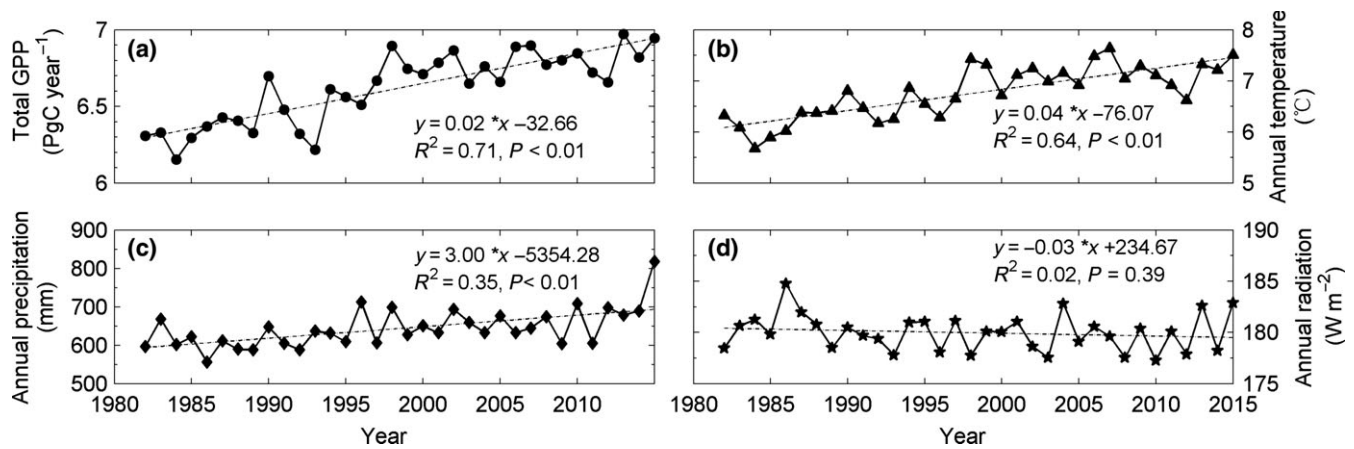 (a)
Total GPP
(PgC year⁻¹)
7
6.5
6
y = 0.02 *x −32.66
R² = 0.71, P < 0.01
(b)
8
7
6
5
Annual temperature
(℃)
y = 0.04 *x −76.07
R² = 0.64, P < 0.01
(c)
Annual precipitation
(mm)
900
800
700
600
500
y = 3.00 *x −5354.28
R² = 0.35, P < 0.01
1980 1985 1990 1995 2000 2005 2010
Year
(d)
190
185
180
175
Annual radiation
(W m⁻²)
y = −0.03 *x +234.67
R² = 0.02, P = 0.39
1980 1985 1990 1995 2000 2005 2010 2015
Year